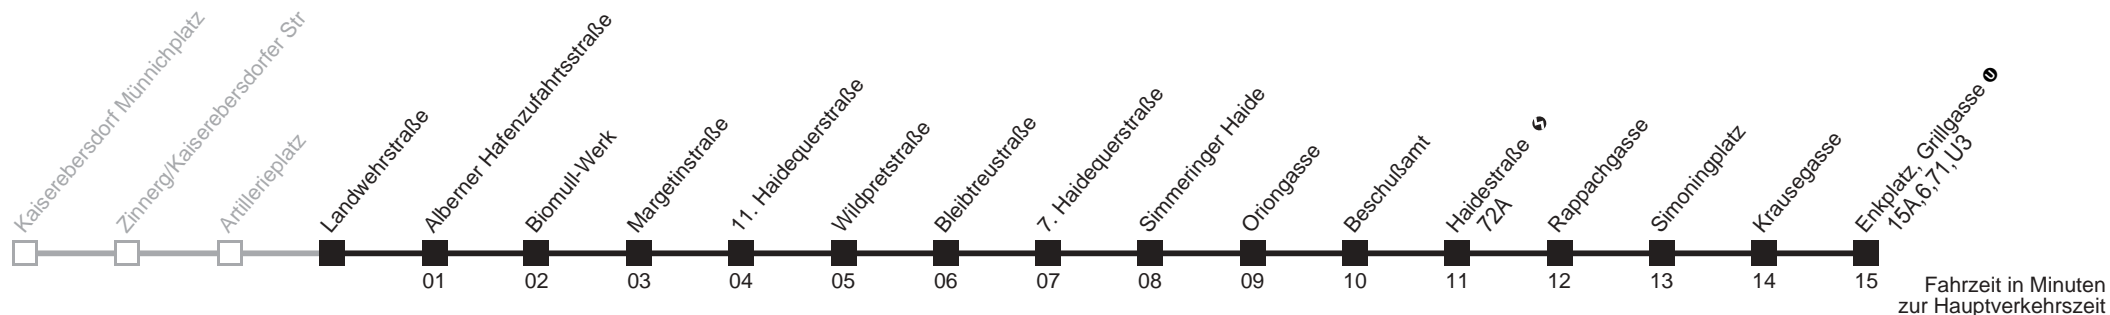 Kaiserebersdorf Münnichplatz
Zinnerg/Kaiserebersdorfer Str
Artillerieplatz
Landwehrstraße
Alberner Hafenzufahrtsstraße
Biomull-Werk
Margetinstraße
11. Haidequerstraße
Wildpretstraße
Bleibtreustraße
7. Haidequerstraße
Simmeringer Haide
Oriongasse
Beschußamt
Haidestraße
72A
Rappachgasse
Simoningplatz
Krausegasse
Enkplatz, Grillgasse U
15A,6,71,U3
01 02 03 04 05 06 07 08 09 10 11 12 13 14 15
Fahrzeit in Minuten
zur Hauptverkehrszeit